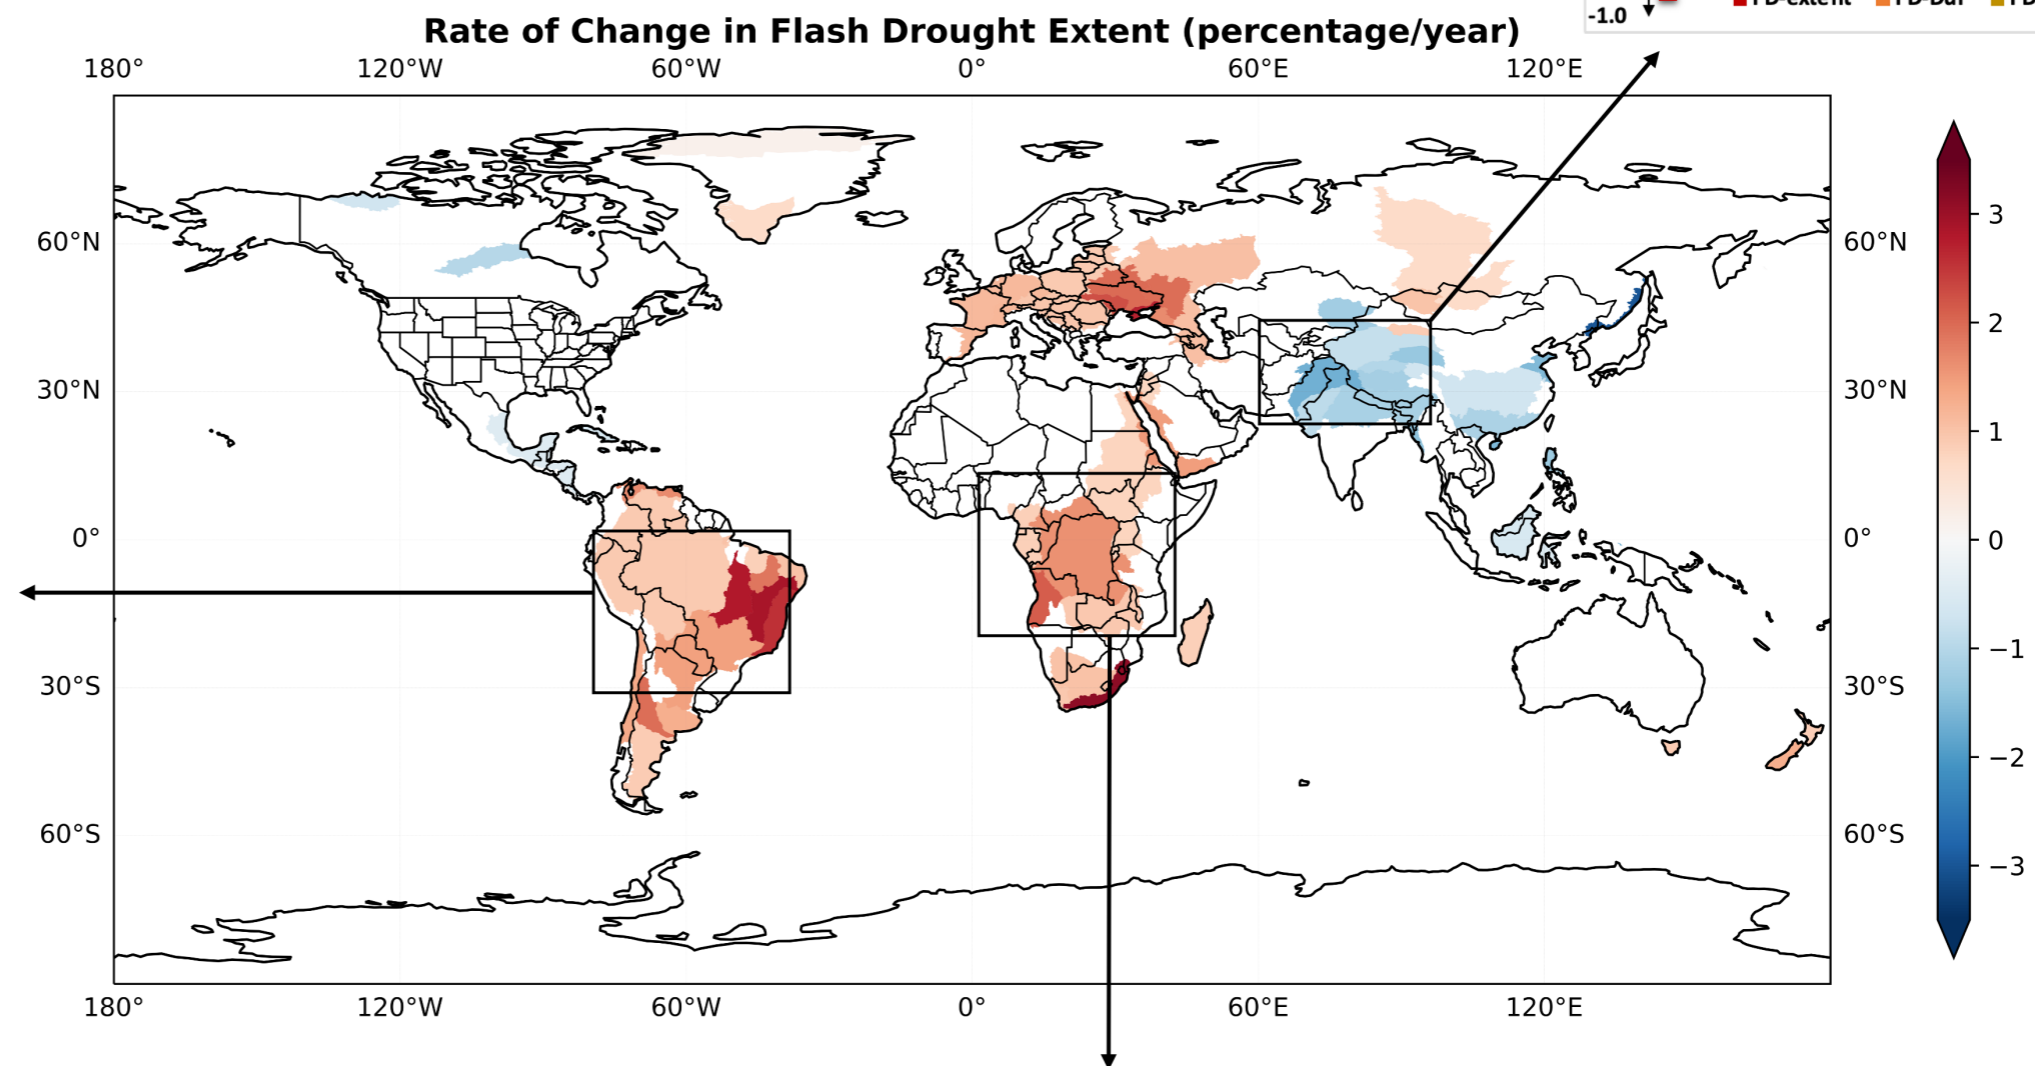 -1.0
Rate of Change in Flash Drought Extent (percentage/year)
180° 120°W 60°W 0° 60°E 120°E
3
60°N 60°N
2
30°N 30°N
1
0° 0° 0
−1
30°S 30°S
−2
60°S 60°S
−3
180° 120°W 60°W 0° 60°E 120°E